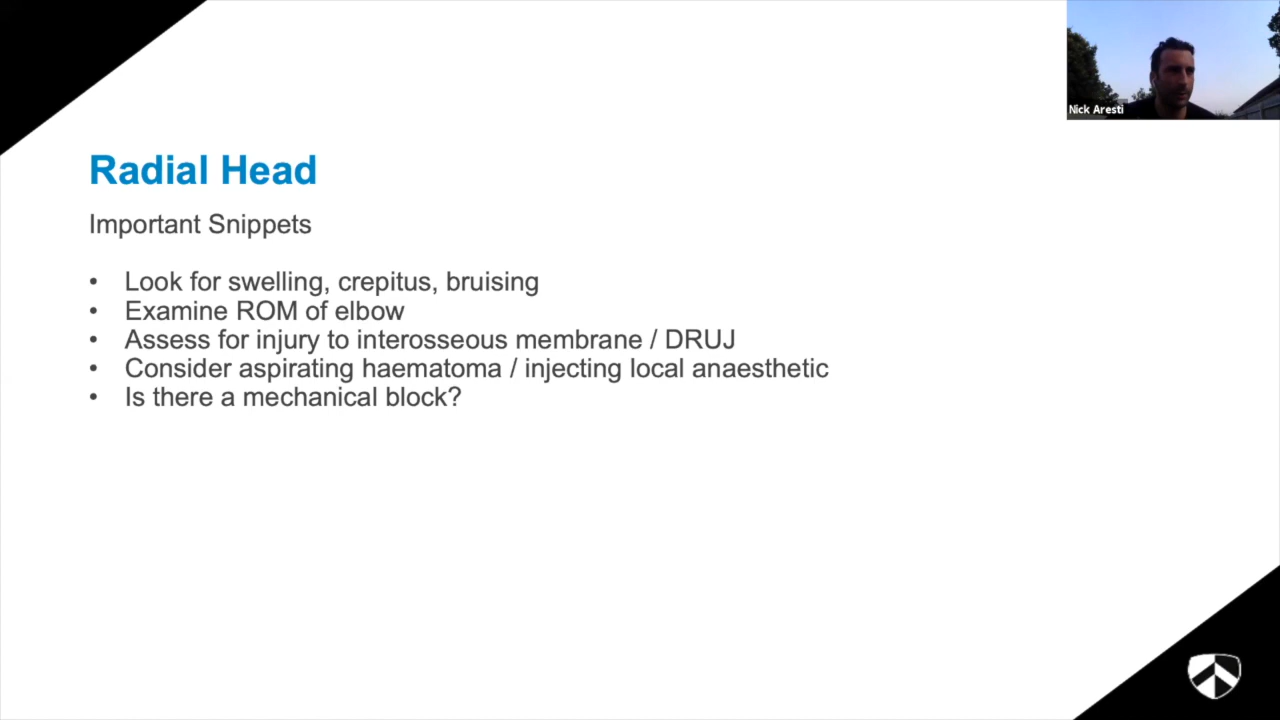 Nick Aresti
Radial Head
Important Snippets
• Look for swelling, crepitus, bruising
• Examine ROM of elbow
• Assess for injury to interosseous membrane / DRUJ
• Consider aspirating haematoma / injecting local anaesthetic
• Is there a mechanical block?